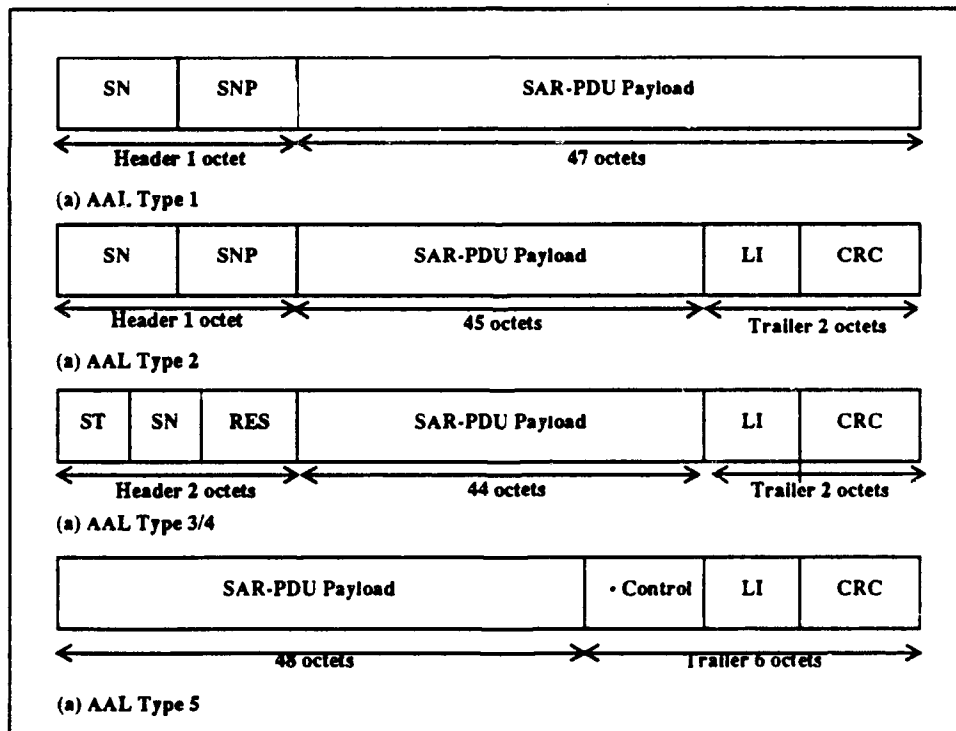 SN SNP SAR-PDU Payload
Header 1 octet 47 octets
(a) AAL Type 1
SN SNP SAR-PDU Payload LI CRC
Header 1 octet 45 octets Trailer 2 octets
(a) AAL Type 2
ST SN RES SAR-PDU Payload LI CRC
Header 2 octets 44 octets Trailer 2 octets
(a) AAL Type 3/4
SAR-PDU Payload • Control LI CRC
48 octets Trailer 6 octets
(a) AAL Type 5